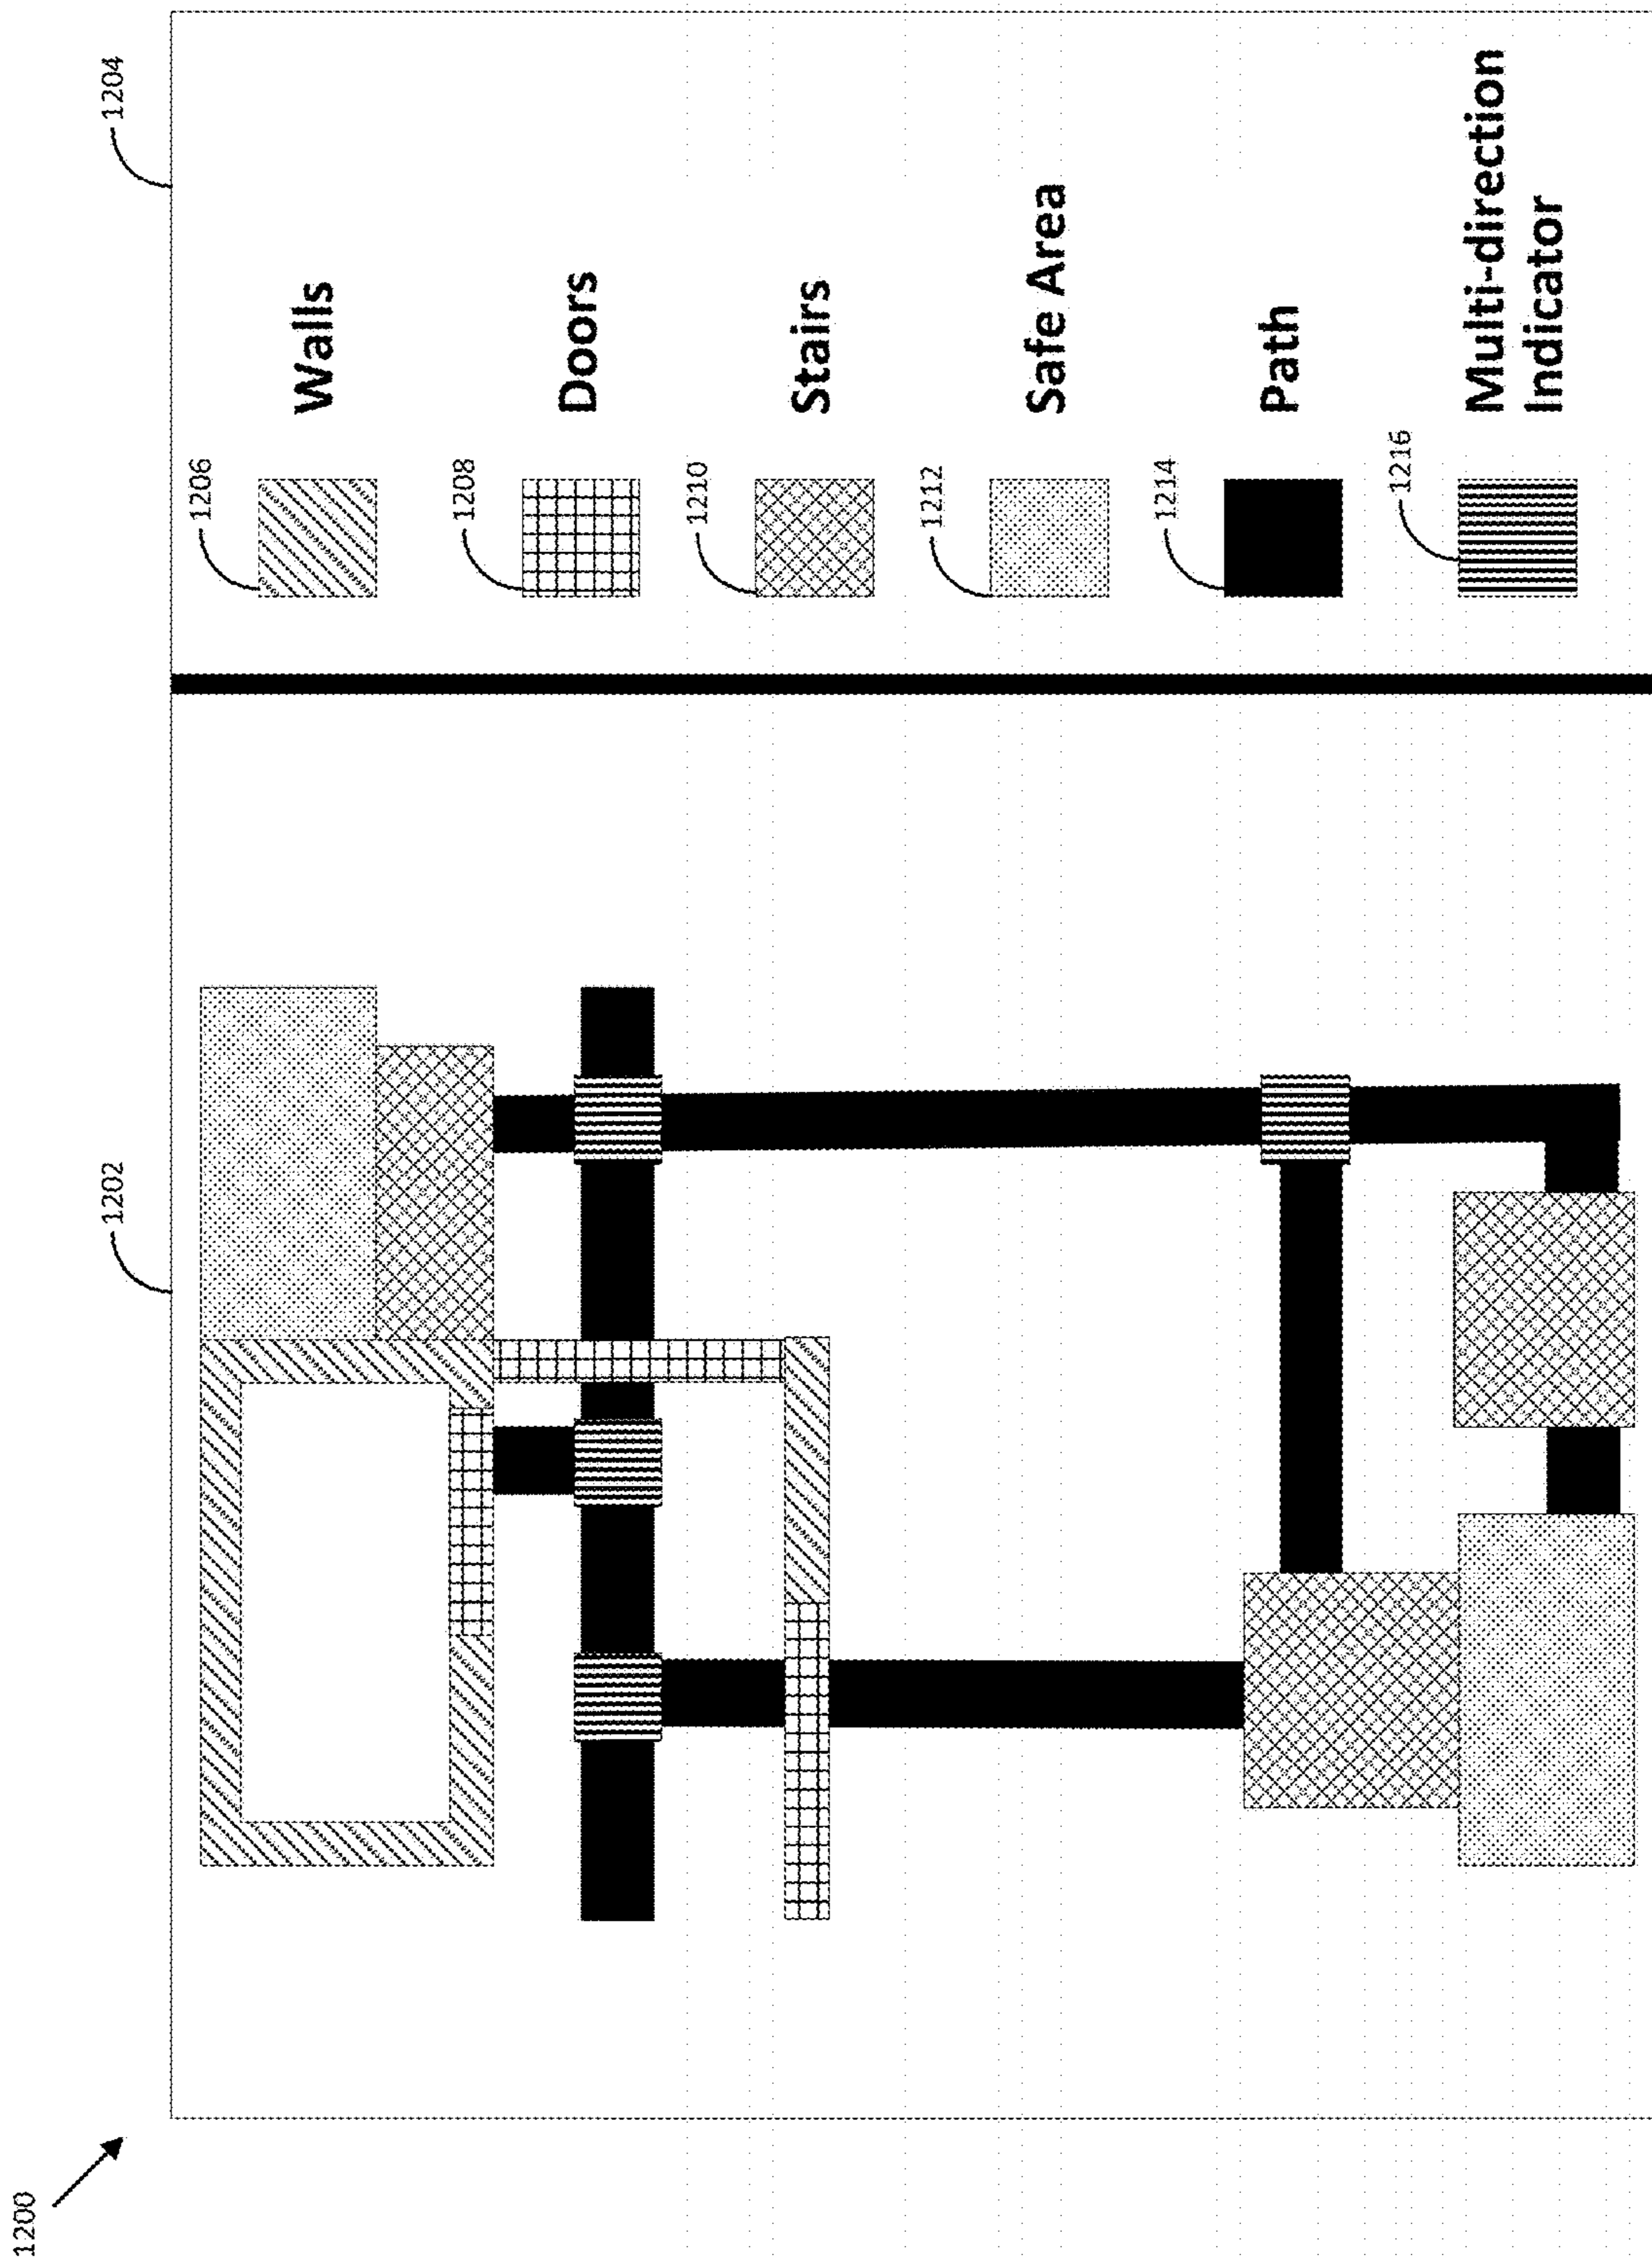 1200
1202
1204
1206
Walls
1208
Doors
1210
Stairs
1212
Safe Area
1214
Path
1216
Multi-direction
Indicator